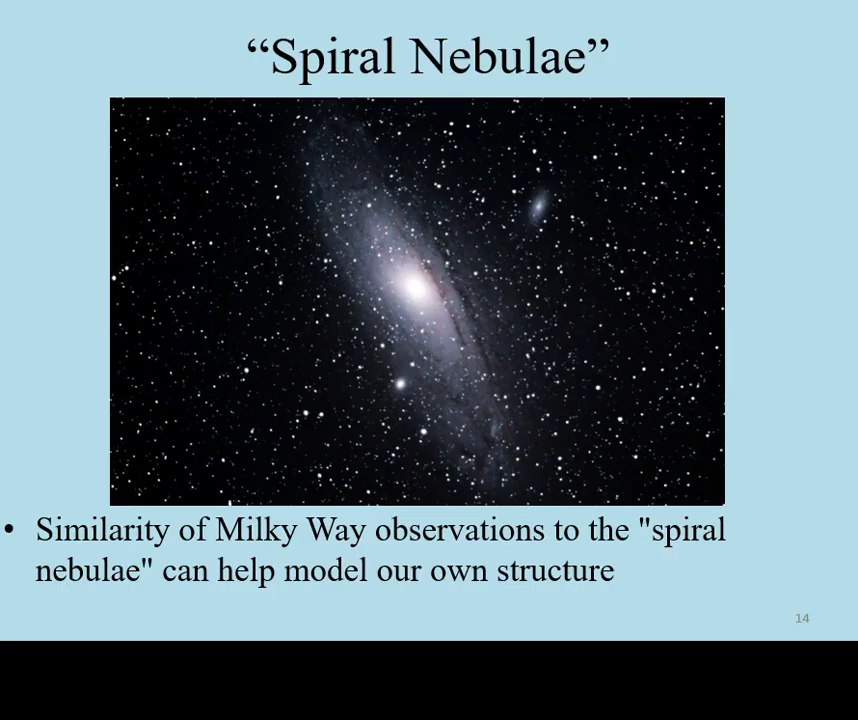 “Spiral Nebulae”
• Similarity of Milky Way observations to the "spiral
nebulae" can help model our own structure
14